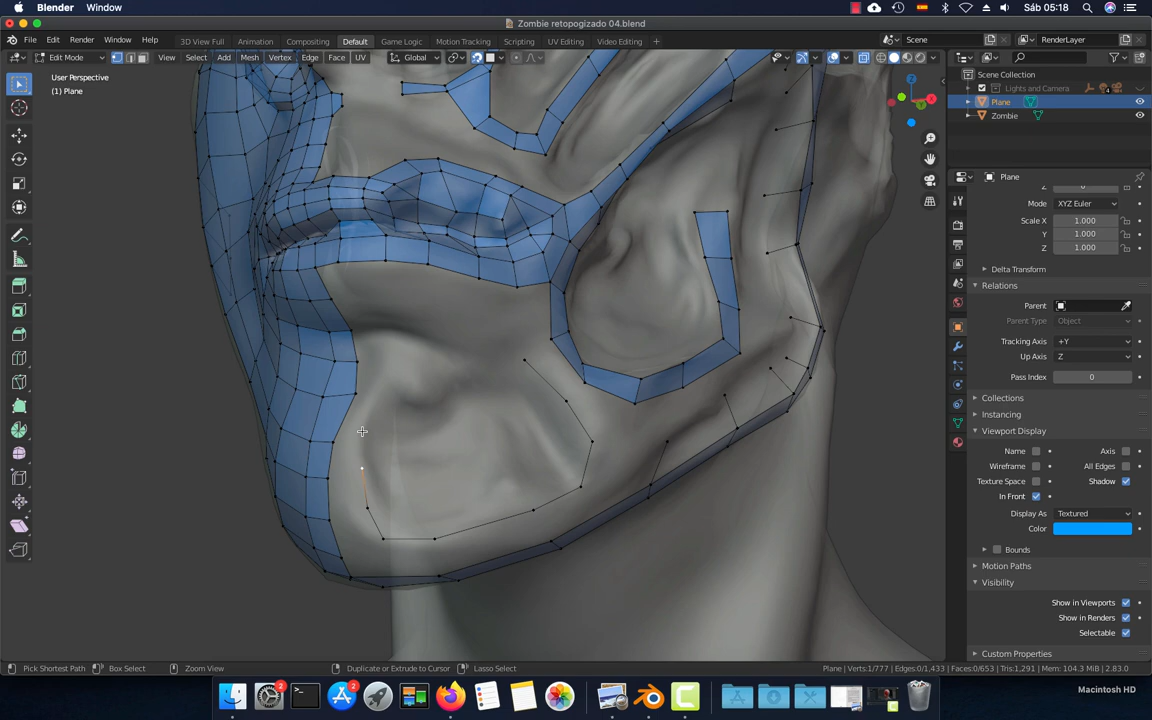 Blender Window
Sáb 05:18
Zombie retopogizado 04.blend
File Edit Render Window Help
3D View Full Animation Compositing Default Game Logic Motion Tracking Scripting UV Editing Video Editing +
Scene
RenderLayer
Edit Mode
View Select Add Mesh Vertex Edge Face UV
Global
User Perspective
(1) Plane
Scene Collection
Lights and Camera
4
Plane
Zombie
Plane
Z 0°
Mode XYZ Euler
Scale X 1.000
Y 1.000
Z 1.000
Delta Transform
Relations
Parent
Parent Type Object
Tracking Axis +Y
Up Axis Z
Pass Index 0
Collections
Instancing
Viewport Display
Name Axis
Wireframe All Edges
Texture Space Shadow
In Front
Display As Textured
Color
Bounds
Motion Paths
Visibility
Show in Viewports
Show in Renders
Selectable
Custom Properties
Pick Shortest Path Box Select Zoom View Duplicate or Extrude to Cursor Lasso Select
Plane | Verts:1/777 | Edges:0/1,433 | Faces:0/653 | Tris:1,291 | Mem: 104.3 MiB | 2.83.0
2 2
Macintosh HD